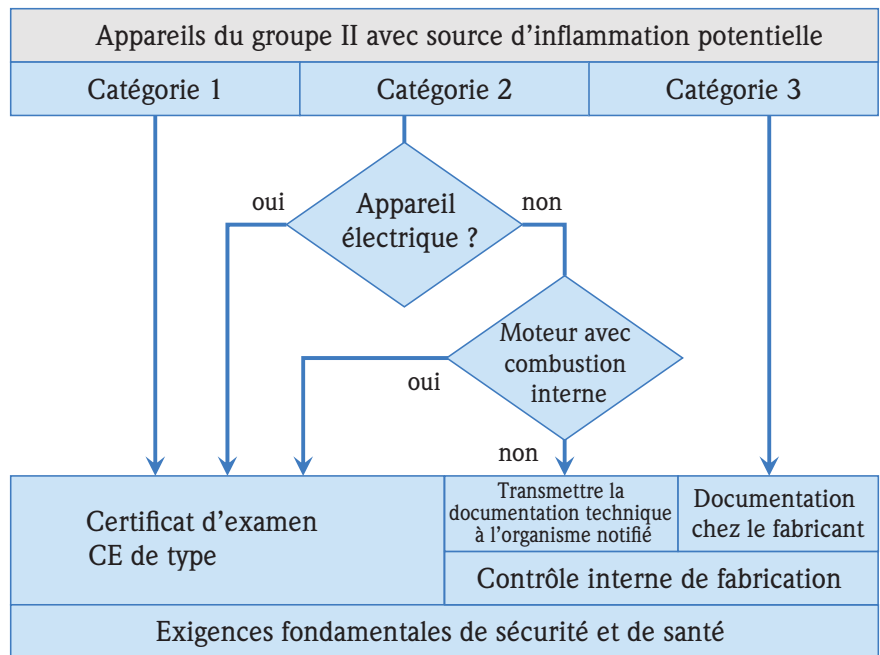 Appareils du groupe II avec source d'inflammation potentielle
Catégorie 1
Catégorie 2
Catégorie 3
oui
Appareil
électrique ?
non
Moteur avec
combustion
interne
oui
non
Certificat d'examen
CE de type
Transmettre la
documentation technique
à l'organisme notifié
Documentation
chez le fabricant
Contrôle interne de fabrication
Exigences fondamentales de sécurité et de santé